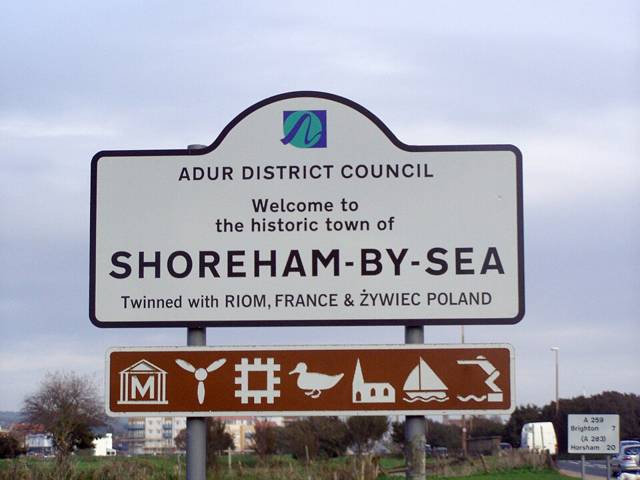 ADUR DISTRICT COUNCIL
Welcome to
the historic town of
SHOREHAM-BY-SEA
Twinned with RIOM, FRANCE & ŻYWIEC POLAND
M
A 259
Brighton 7
(A 283)
Horsham 20